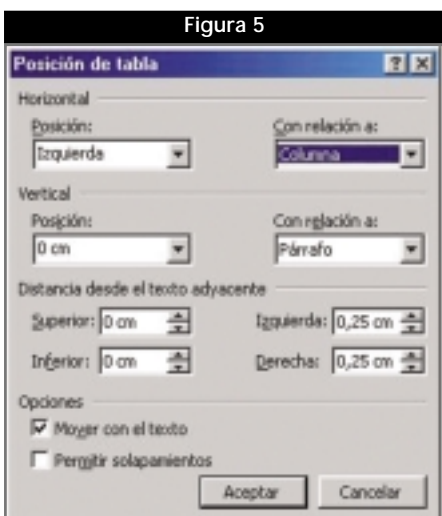 Figura 5
Posición de tabla
Horizontal
Posición: Con relación a:
Izquierda Columna
Vertical
Posición: Con relación a:
0 cm Párrafo
Distancia desde el texto adyacente
Superior: 0 cm Izquierda: 0,25 cm
Inferior: 0 cm Derecha: 0,25 cm
Opciones
Mover con el texto
Permitir solapamientos
Aceptar Cancelar